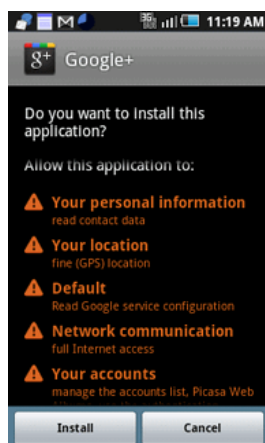 3G 11:19 AM
8+ Google+
Do you want to install this
application?
Allow this application to:
Your personal information
read contact data
Your location
fine (GPS) location
Default
Read Google service configuration
Network communication
full Internet access
Your accounts
manage the accounts list, Picasa Web
Install Cancel